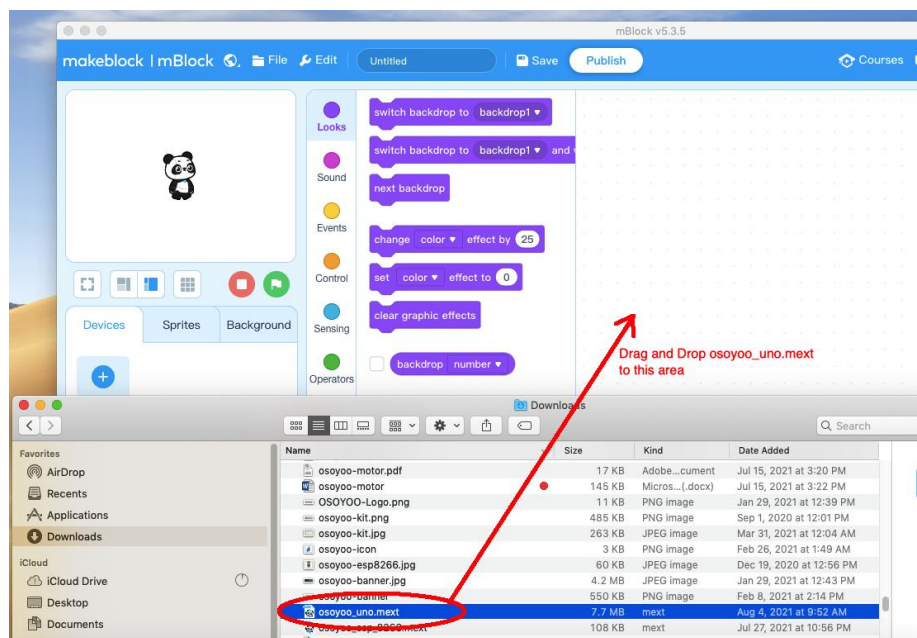 mBlock v5.3.5
makeblock | mBlock File Edit Untitled Save Publish Courses
Looks
Sound
Events
Control
Sensing
Operators
switch backdrop to backdrop1
switch backdrop to backdrop1 and
next backdrop
change color effect by 25
set color effect to 0
clear graphic effects
backdrop number
Devices Sprites Background
Drag and Drop osoyoo_uno.mext
to this area
Downloads
Search
Favorites
AirDrop
Recents
Applications
Downloads
iCloud
iCloud Drive
Desktop
Documents
Name Size Kind Date Added
osoyoo-motor.pdf 17 KB Adobe...cument Jul 15, 2021 at 3:20 PM
osoyoo-motor 145 KB Micros...(.docx) Jul 15, 2021 at 3:22 PM
OSOYOO-Logo.png 11 KB PNG image Jan 29, 2021 at 12:39 PM
osoyoo-kit.png 485 KB PNG image Sep 1, 2020 at 12:01 PM
osoyoo-kit.jpg 263 KB JPEG image Mar 31, 2021 at 12:04 AM
osoyoo-icon 3 KB PNG image Feb 26, 2021 at 1:49 AM
osoyoo-esp8266.jpg 60 KB JPEG image Dec 19, 2020 at 12:56 PM
osoyoo-banner.jpg 4.2 MB JPEG image Jan 29, 2021 at 12:43 PM
osoyoo-banner 550 KB PNG image Feb 8, 2021 at 2:14 PM
osoyoo_uno.mext 7.7 MB mext Aug 4, 2021 at 9:52 AM
osoyoo_esp_8266.mext 108 KB mext Jul 27, 2021 at 10:56 PM